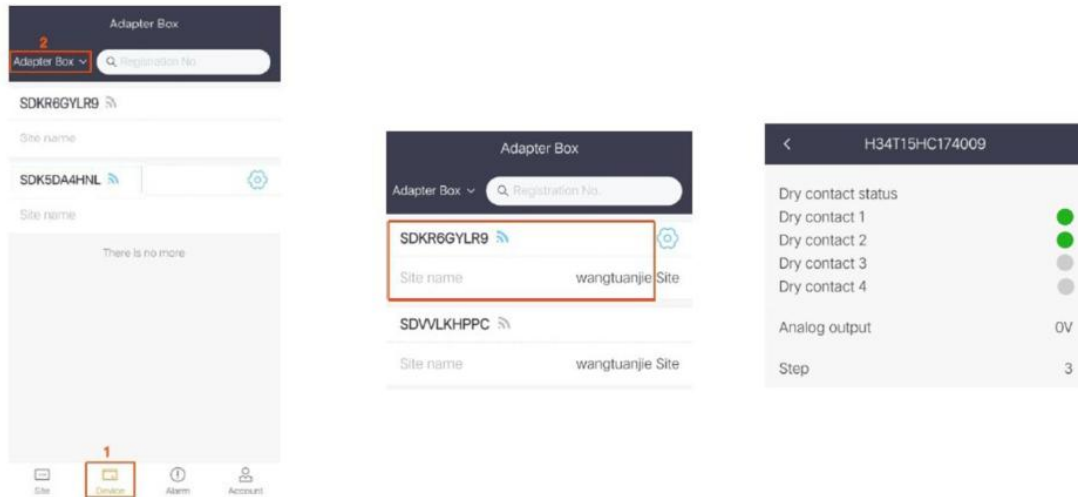 Adapter Box
2
Adapter Box
Registration No.
SDKR6GYLR9
Site name
SDK5DA4HNL
Site name
There is no more
1
Site
Device
Alarm
Account
Adapter Box
Adapter Box
Registration No.
SDKR6GYLR9
Site name wangtuanjie Site
SDVVLKHPPC
Site name wangtuanjie Site
H34T15HC174009
Dry contact status
Dry contact 1
Dry contact 2
Dry contact 3
Dry contact 4
Analog output 0V
Step 3